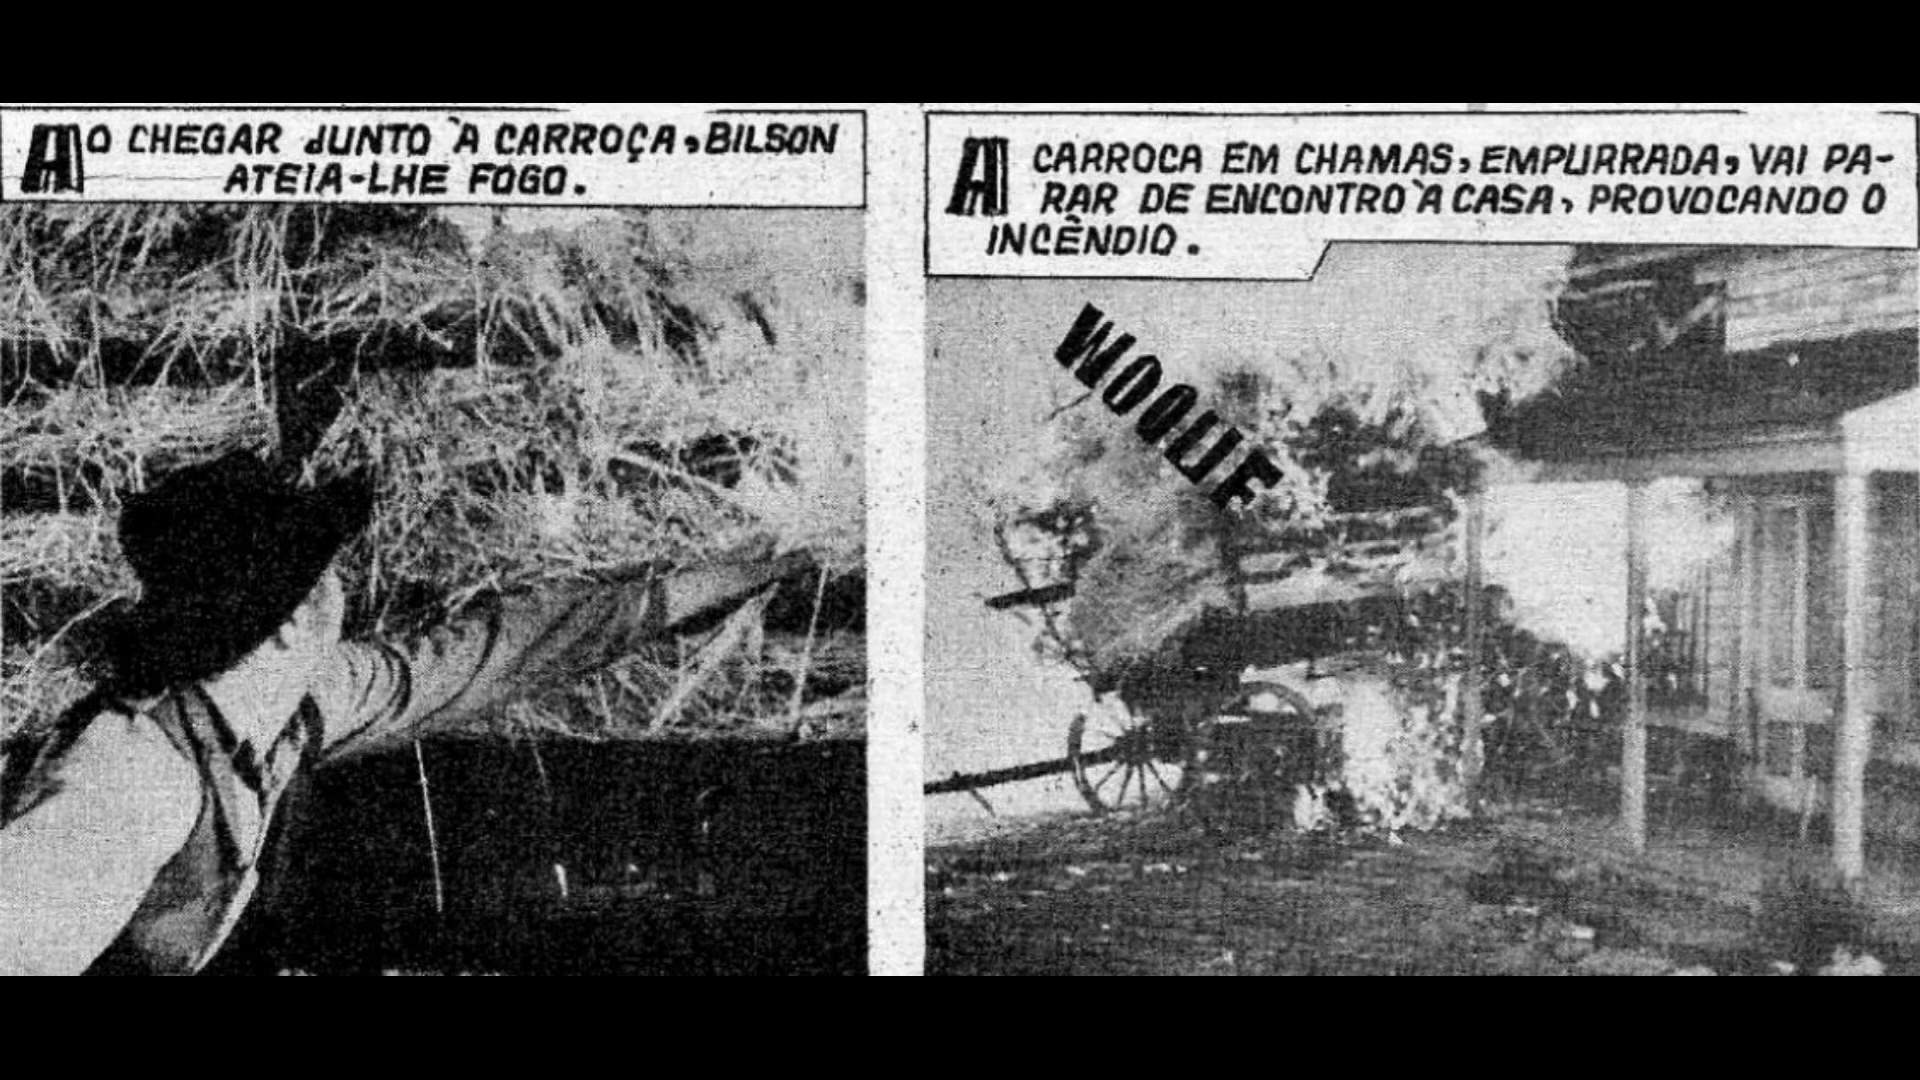 AO CHEGAR JUNTO À CARROÇA, BILSON
ATEIA-LHE FOGO.
A CARROCA EM CHAMAS, EMPURRADA, VAI PA-
RAR DE ENCONTRO À CASA, PROVOCANDO O
INCÊNDIO.
WOQUF